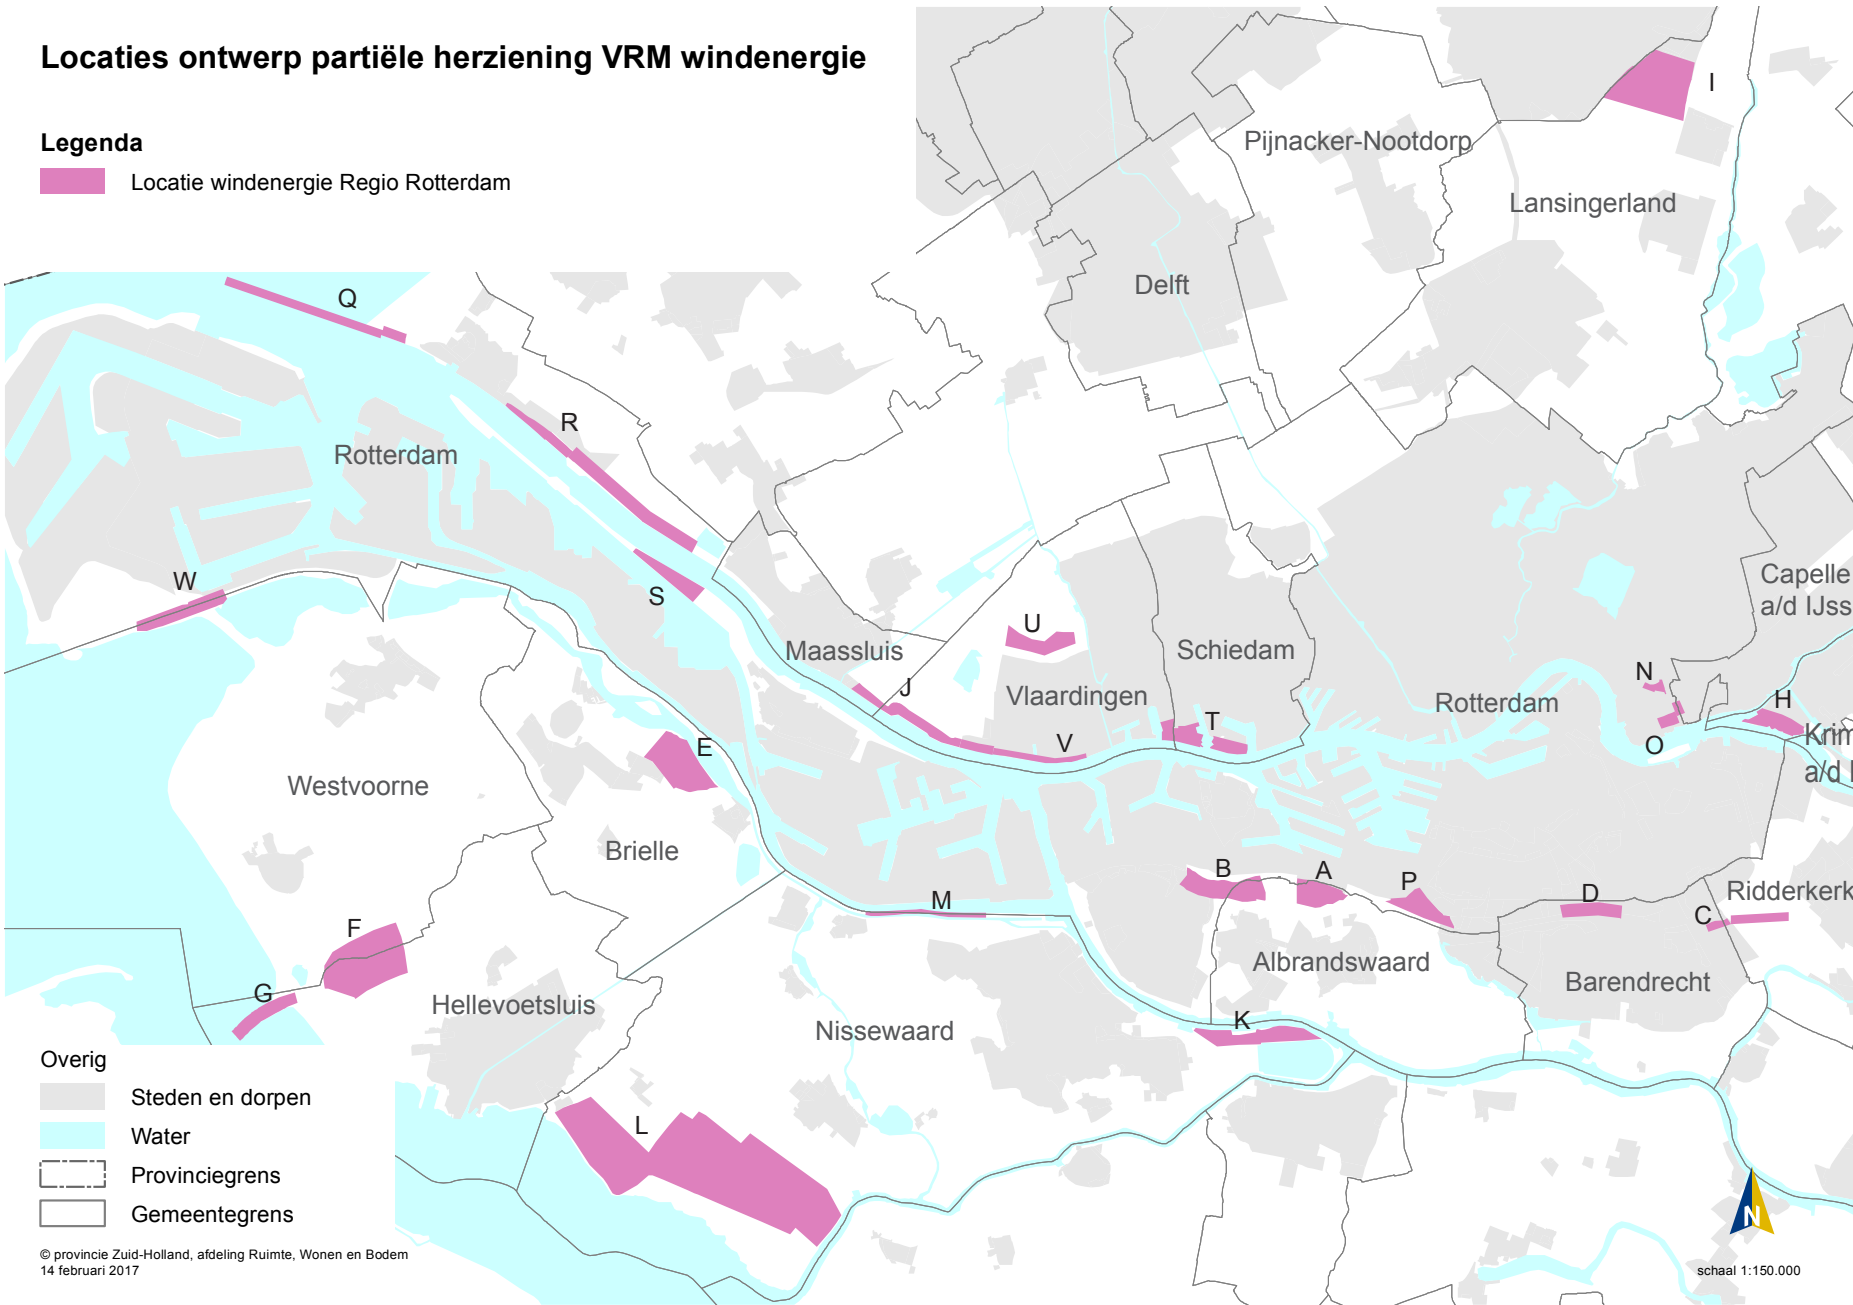 Locaties ontwerp partiële herziening VRM windenergie
Legenda
Locatie windenergie Regio Rotterdam
I
Pijnacker-Nootdorp
Lansingerland
Delft
Q
R
Rotterdam
W
S
Capelle
a/d IJss
U
Maassluis
Schiedam
J
Vlaardingen
N
Rotterdam
H
T
V
O
Krim
a/d
E
Westvoorne
Brielle
B
A
P
D
Ridderkerk
M
C
F
Albrandswaard
Barendrecht
G
Hellevoetsluis
Nissewaard
K
L
Overig
Steden en dorpen
Water
Provinciegrens
Gemeentegrens
N
© provincie Zuid-Holland, afdeling Ruimte, Wonen en Bodem
14 februari 2017
schaal 1:150.000